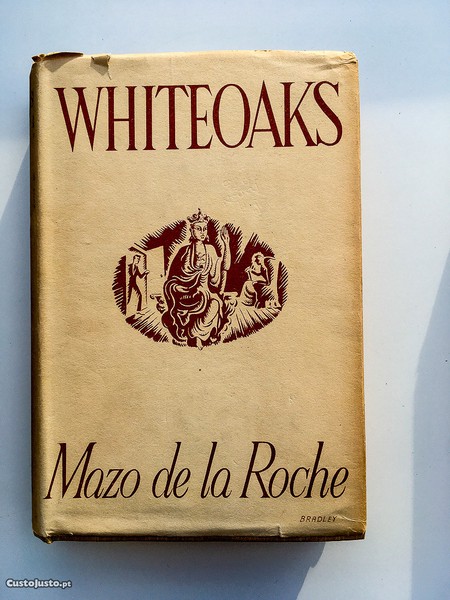 WHITEOAKS
Mazo de la Roche
BRADLEY
CustoJusto.pt